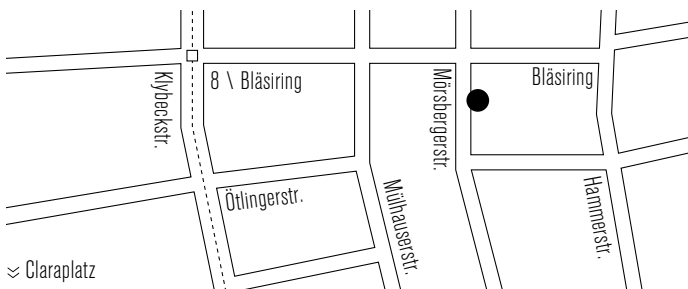 8 \ Bläsiring
Bläsiring
Klybeckstr.
Mörsbergerstr.
Ötlingerstr.
Mülhauserstr.
Hammerstr.
Claraplatz